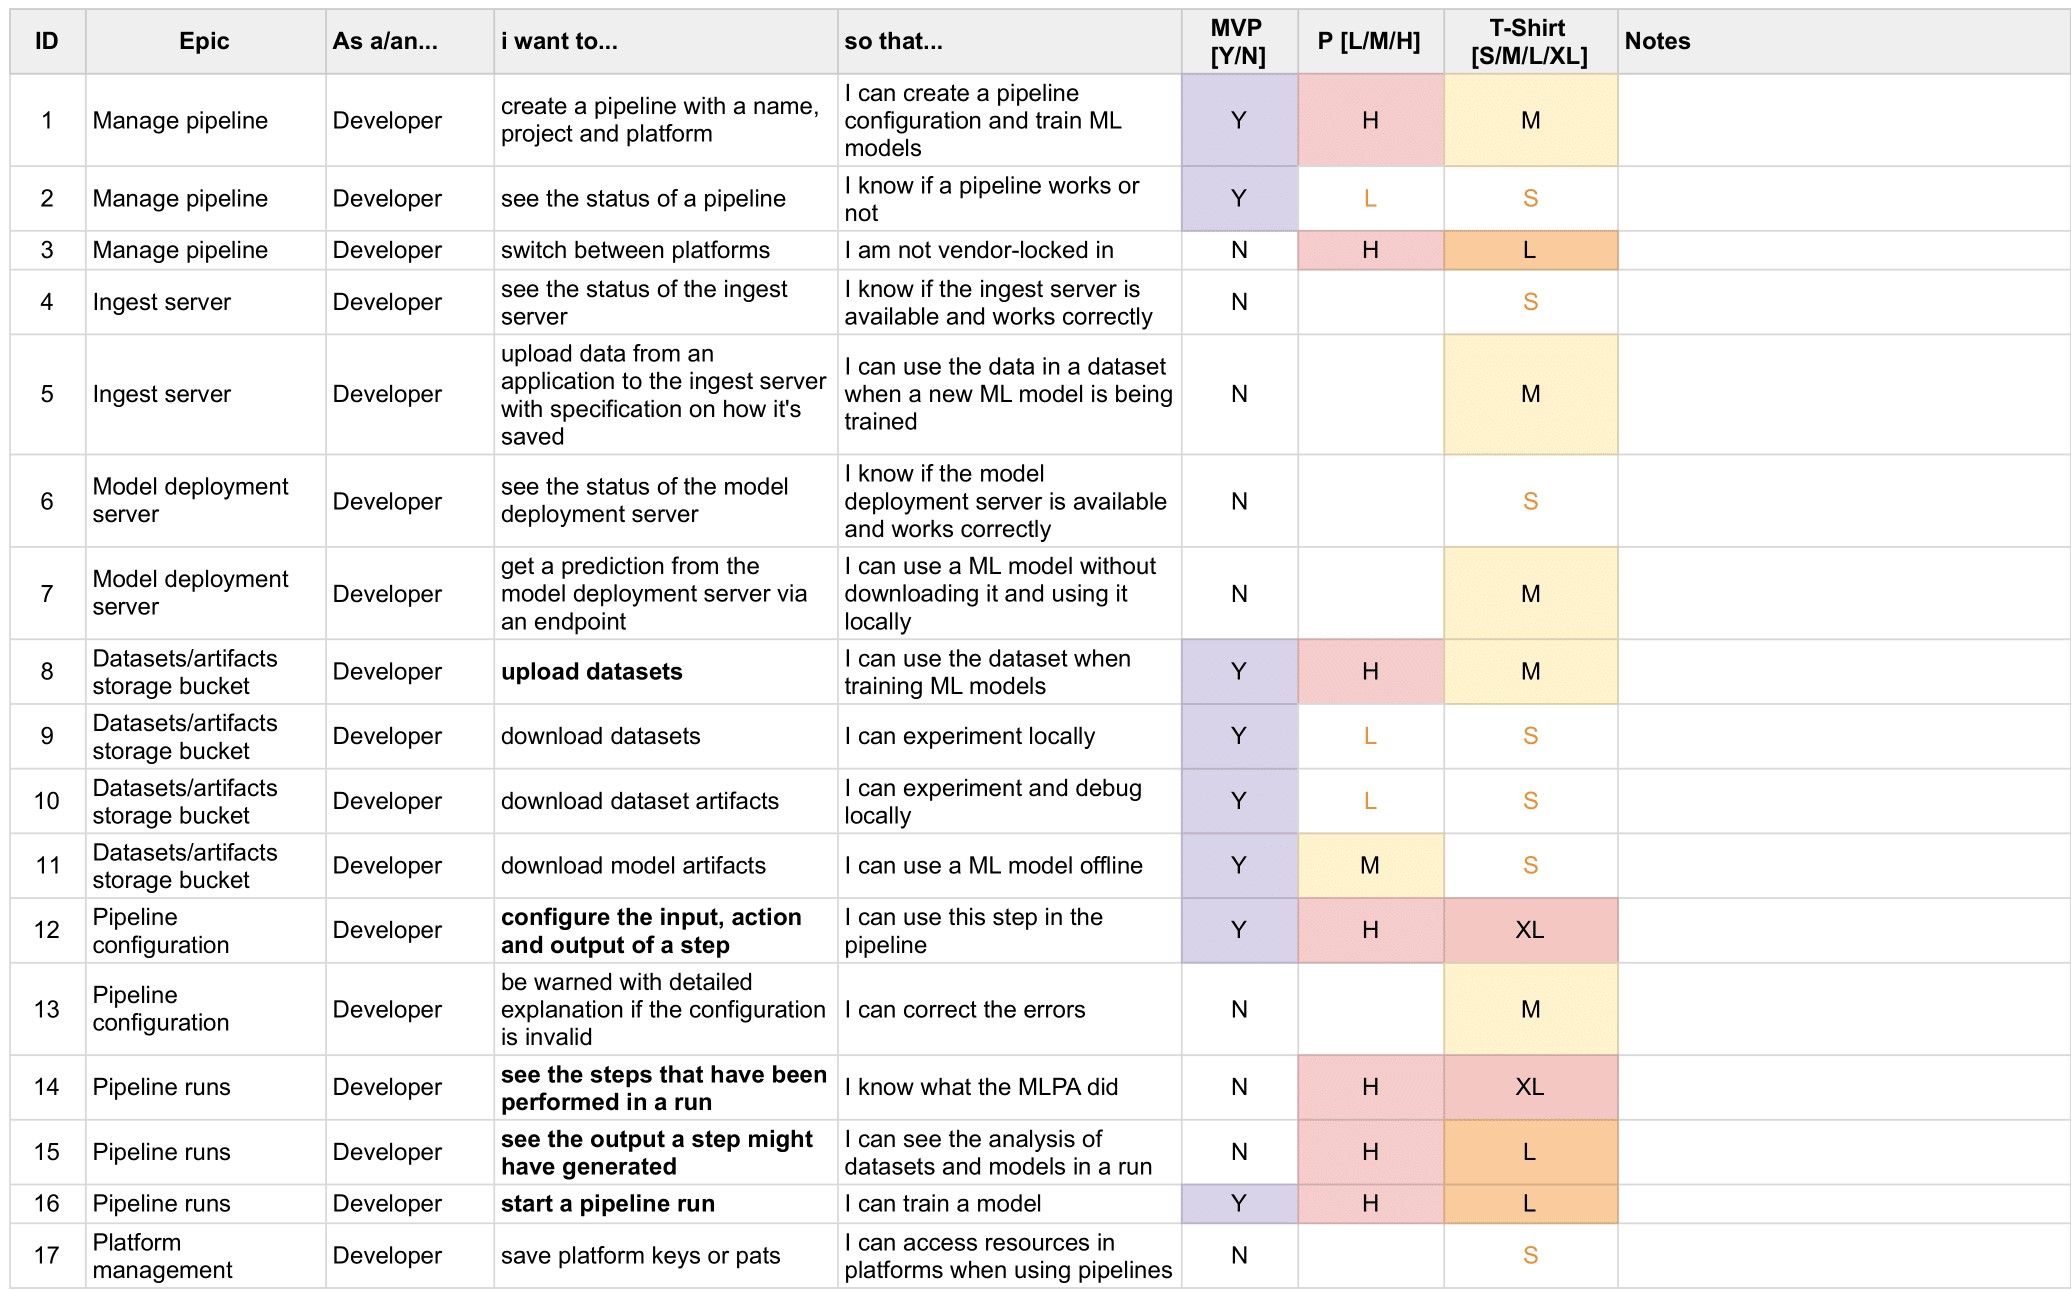 ID Epic As a/an... i want to... so that... MVP [Y/N] P [L/M/H] T-Shirt [S/M/L/XL] Notes
1 Manage pipeline Developer create a pipeline with a name, project and platform I can create a pipeline configuration and train ML models Y H M
2 Manage pipeline Developer see the status of a pipeline I know if a pipeline works or not Y L S
3 Manage pipeline Developer switch between platforms I am not vendor-locked in N H L
4 Ingest server Developer see the status of the ingest server I know if the ingest server is available and works correctly N S
5 Ingest server Developer upload data from an application to the ingest server with specification on how it's saved I can use the data in a dataset when a new ML model is being trained N M
6 Model deployment server Developer see the status of the model deployment server I know if the model deployment server is available and works correctly N S
7 Model deployment server Developer get a prediction from the model deployment server via an endpoint I can use a ML model without downloading it and using it locally N M
8 Datasets/artifacts storage bucket Developer upload datasets I can use the dataset when training ML models Y H M
9 Datasets/artifacts storage bucket Developer download datasets I can experiment locally Y L S
10 Datasets/artifacts storage bucket Developer download dataset artifacts I can experiment and debug locally Y L S
11 Datasets/artifacts storage bucket Developer download model artifacts I can use a ML model offline Y M S
12 Pipeline configuration Developer configure the input, action and output of a step I can use this step in the pipeline Y H XL
13 Pipeline configuration Developer be warned with detailed explanation if the configuration is invalid I can correct the errors N M
14 Pipeline runs Developer see the steps that have been performed in a run I know what the MLPA did N H XL
15 Pipeline runs Developer see the output a step might have generated I can see the analysis of datasets and models in a run N H L
16 Pipeline runs Developer start a pipeline run I can train a model Y H L
17 Platform management Developer save platform keys or pats I can access resources in platforms when using pipelines N S